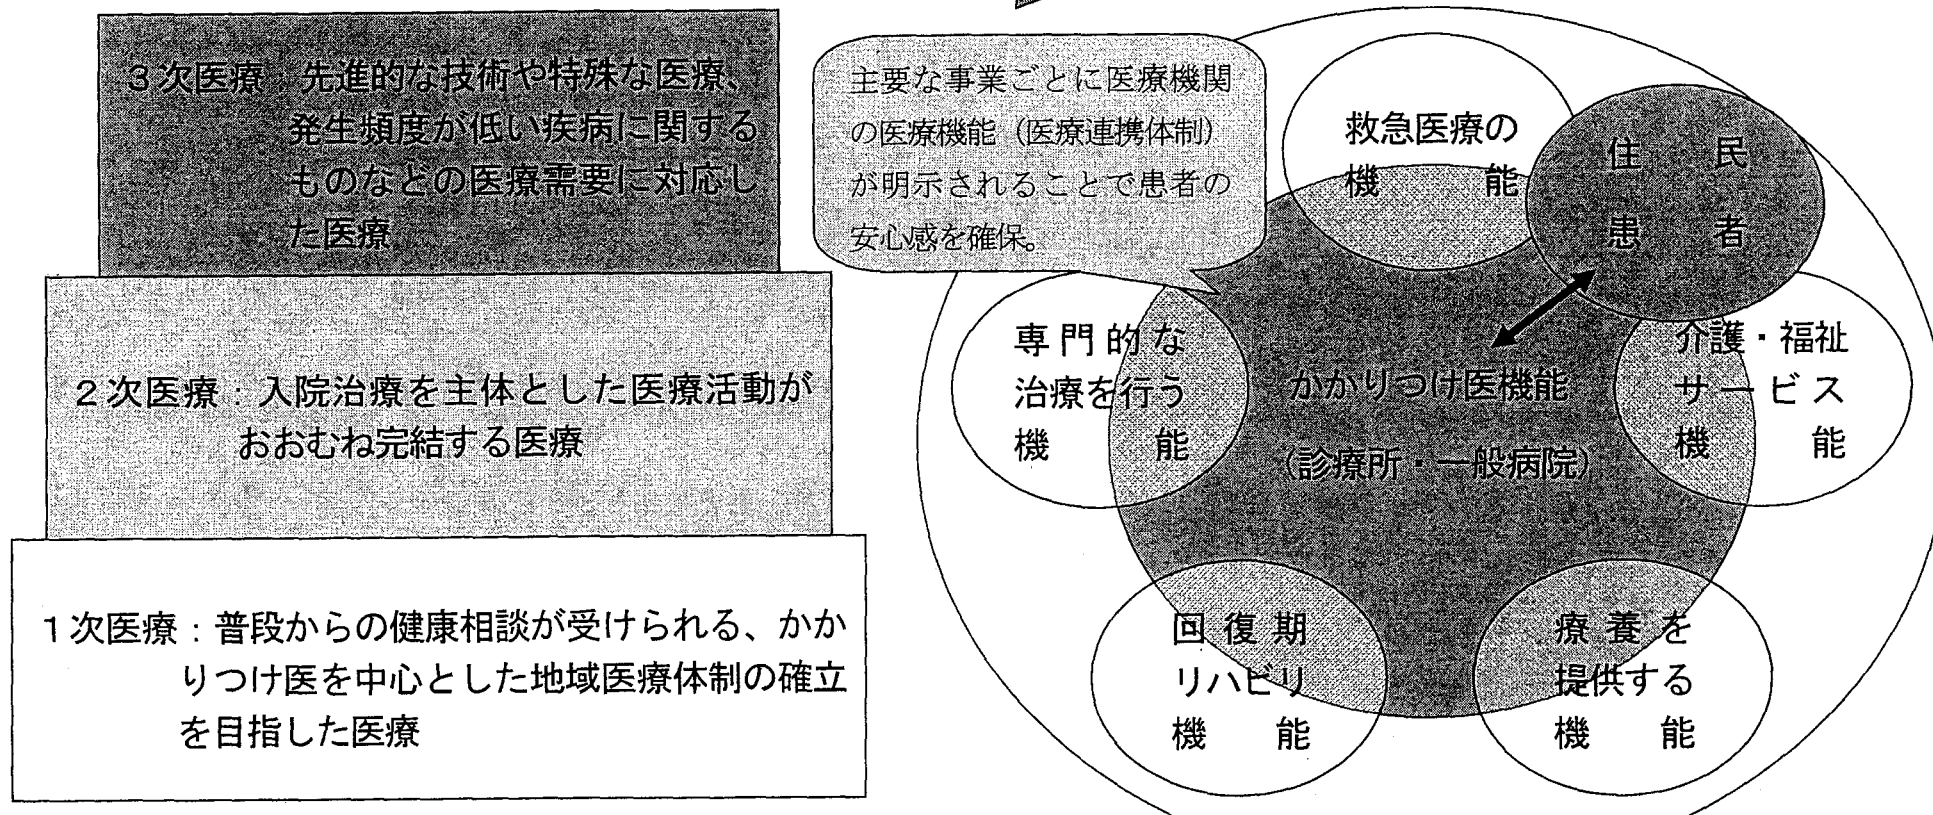 3次医療：先進的な技術や特殊な医療、
発生頻度が低い疾病に関する
ものなどの医療需要に対応し
た医療
2次医療：入院治療を主体とした医療活動が
おおむね完結する医療
1次医療：普段からの健康相談が受けられる、かか
りつけ医を中心とした地域医療体制の確立
を目指した医療
主要な事業ごとに医療機関
の医療機能（医療連携体制）
が明示されることで患者の
安心感を確保。
救急医療の
機能
住民
患者
専門的な
治療を行う
機能
かかりつけ医機能
（診療所・一般病院）
介護・福祉
サービス
機能
回復期
リハビリ
機能
療養を
提供する
機能